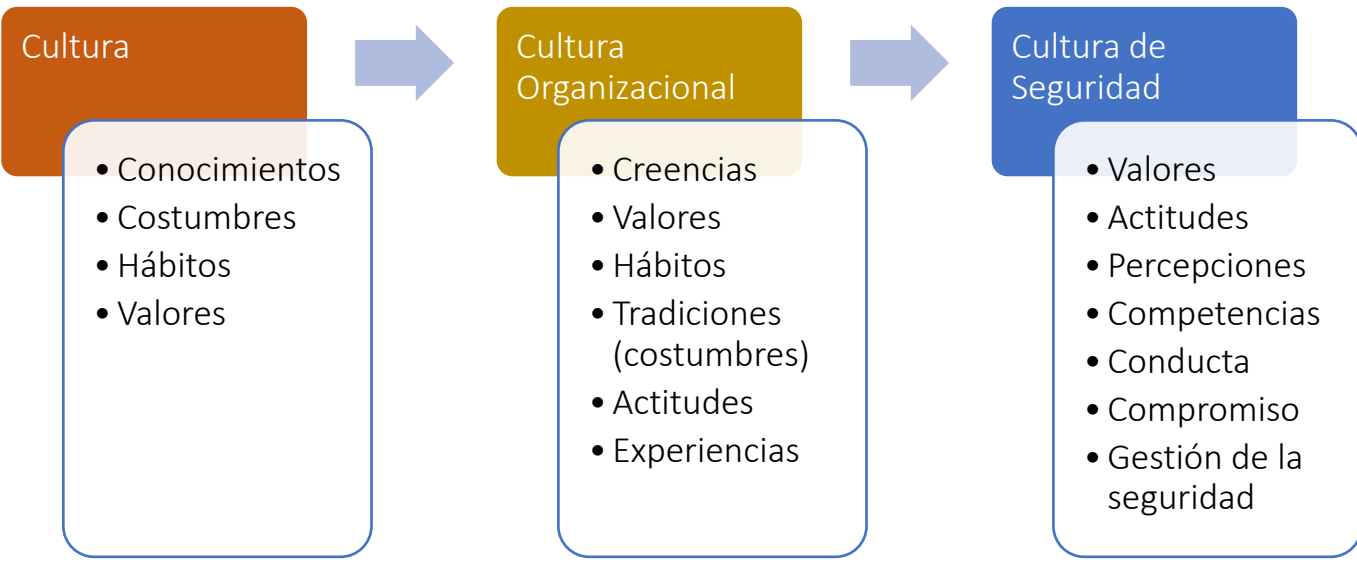 Cultura
• Conocimientos
• Costumbres
• Hábitos
• Valores
Cultura
Organizacional
• Creencias
• Valores
• Hábitos
• Tradiciones
(costumbres)
• Actitudes
• Experiencias
Cultura de
Seguridad
• Valores
• Actitudes
• Percepciones
• Competencias
• Conducta
• Compromiso
• Gestión de la
seguridad